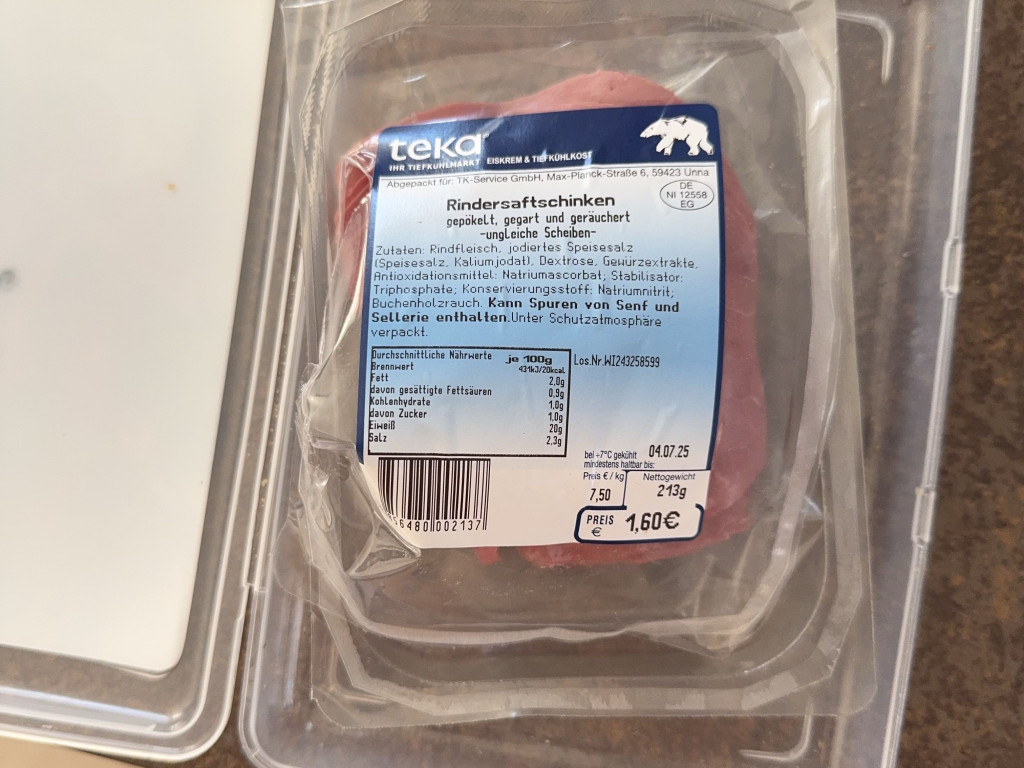 teka
IHR TIEFKÜHLMARKT EISKREM & TIEFKÜHLKOST
Abgepackt für: TK-Service GmbH, Max-Planck-Straße 6, 59423 Unna
DE
NI 12558
EG
Rindersaftschinken
gepökelt, gegart und geräuchert
-ungleiche Scheiben-
Zutaten: Rindfleisch, jodiertes Speisesalz
(Speisesalz, Kaliumjodat), Dextrose, Gewürzextrakte,
Antioxidationsmittel: Natriumascorbat; Stabilisator:
Triphosphate; Konservierungsstoff: Natriumnitrit;
Buchenholzrauch. Kann Spuren von Senf und
Sellerie enthalten.Unter Schutzatmosphäre
verpackt.
Durchschnittliche Nährwerte je 100g
Brennwert 431kJ/20kcal
Fett 2,0g
davon gesättigte Fettsäuren 0,9g
Kohlenhydrate 1,0g
davon Zucker 1,0g
Eiweiß 20g
Salz 2,3g
Los.Nr.WI243258599
bei +7°C gekühlt 04.07.25
mindestens haltbar bis:
Preis € / kg Nettogewicht
7,50 213g
PREIS 1,60€
€
6480 002137